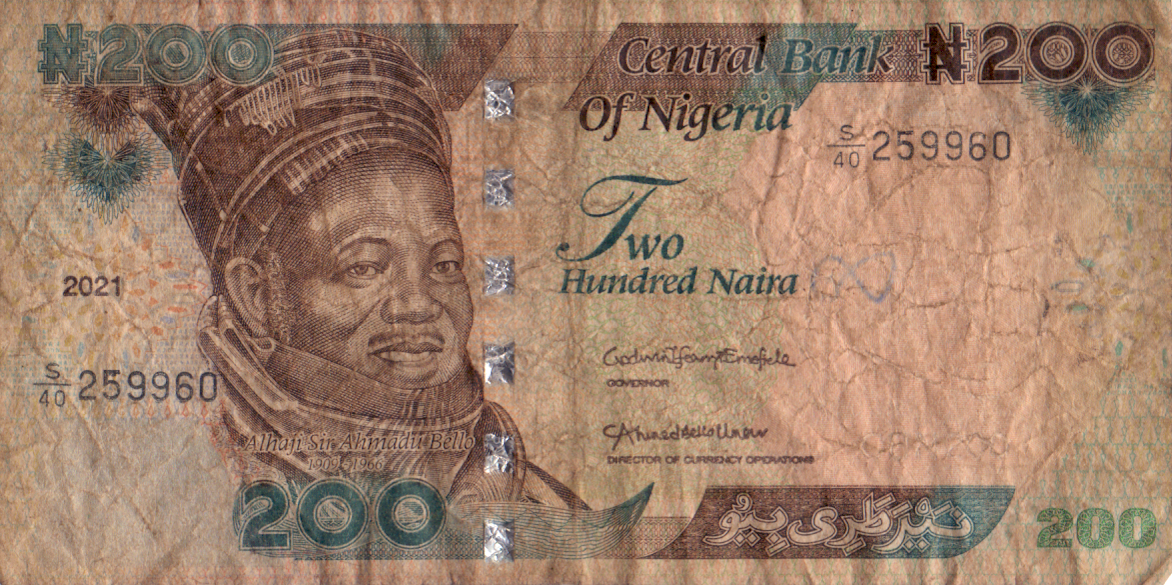 ₦200
Central Bank ₦200
Of Nigeria
S/40 259960
Two
Hundred Naira
2021
S/40 259960
GOVERNOR
DIRECTOR OF CURRENCY OPERATIONS
Alhaji Sir Ahmadu Bello
1909-1966
200
نَيْرَ طَرِى بِيُو
200